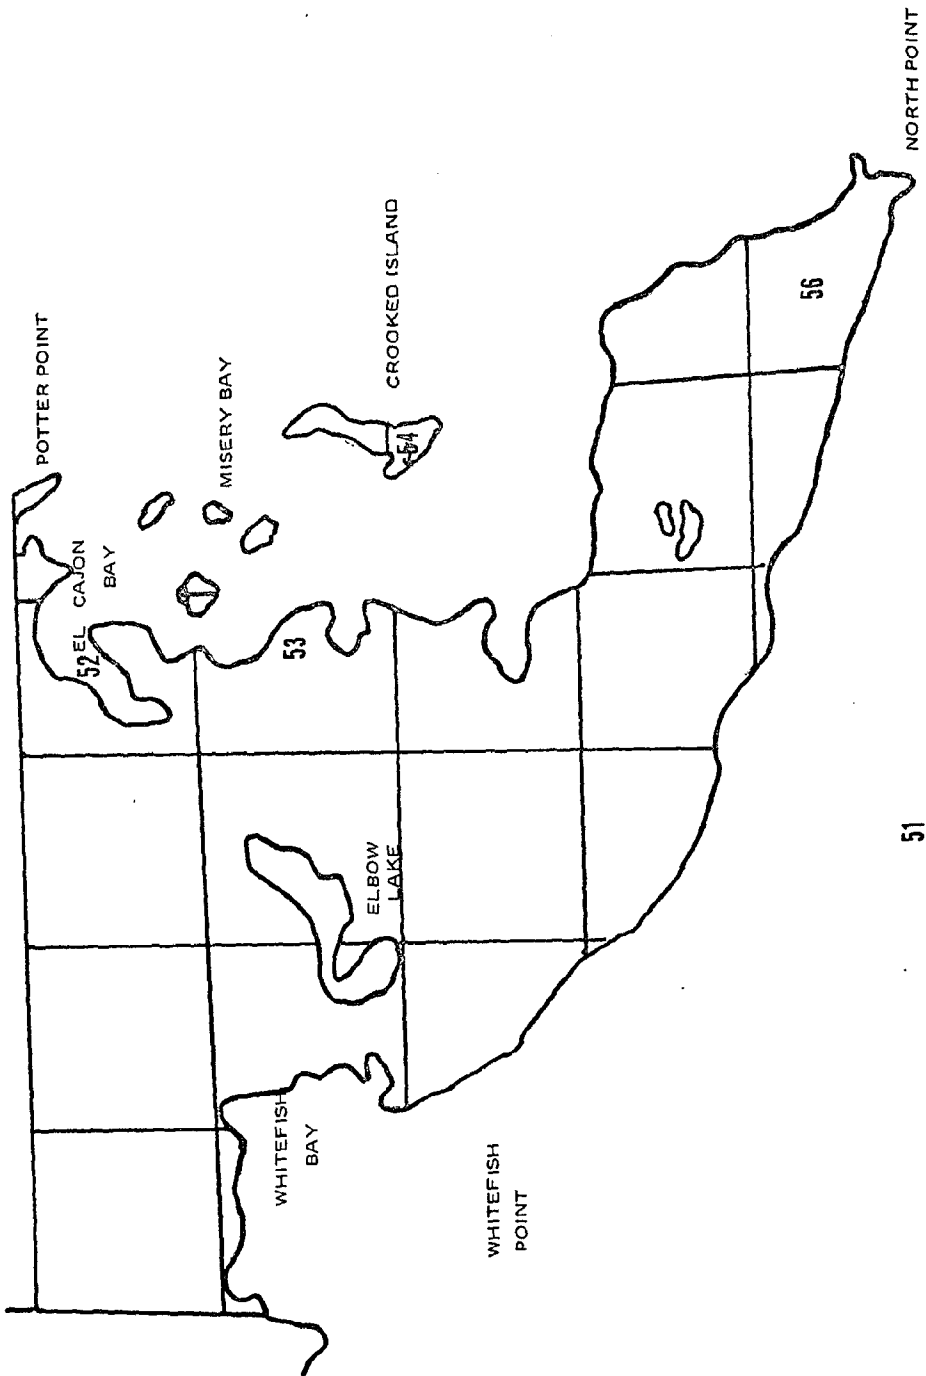 POTTER POINT
EL CAJON
BAY
52
MISERY BAY
53
CROOKED ISLAND
54
NORTH POINT
56
ELBOW
LAKE
WHITEFISH
BAY
WHITEFISH
POINT
51